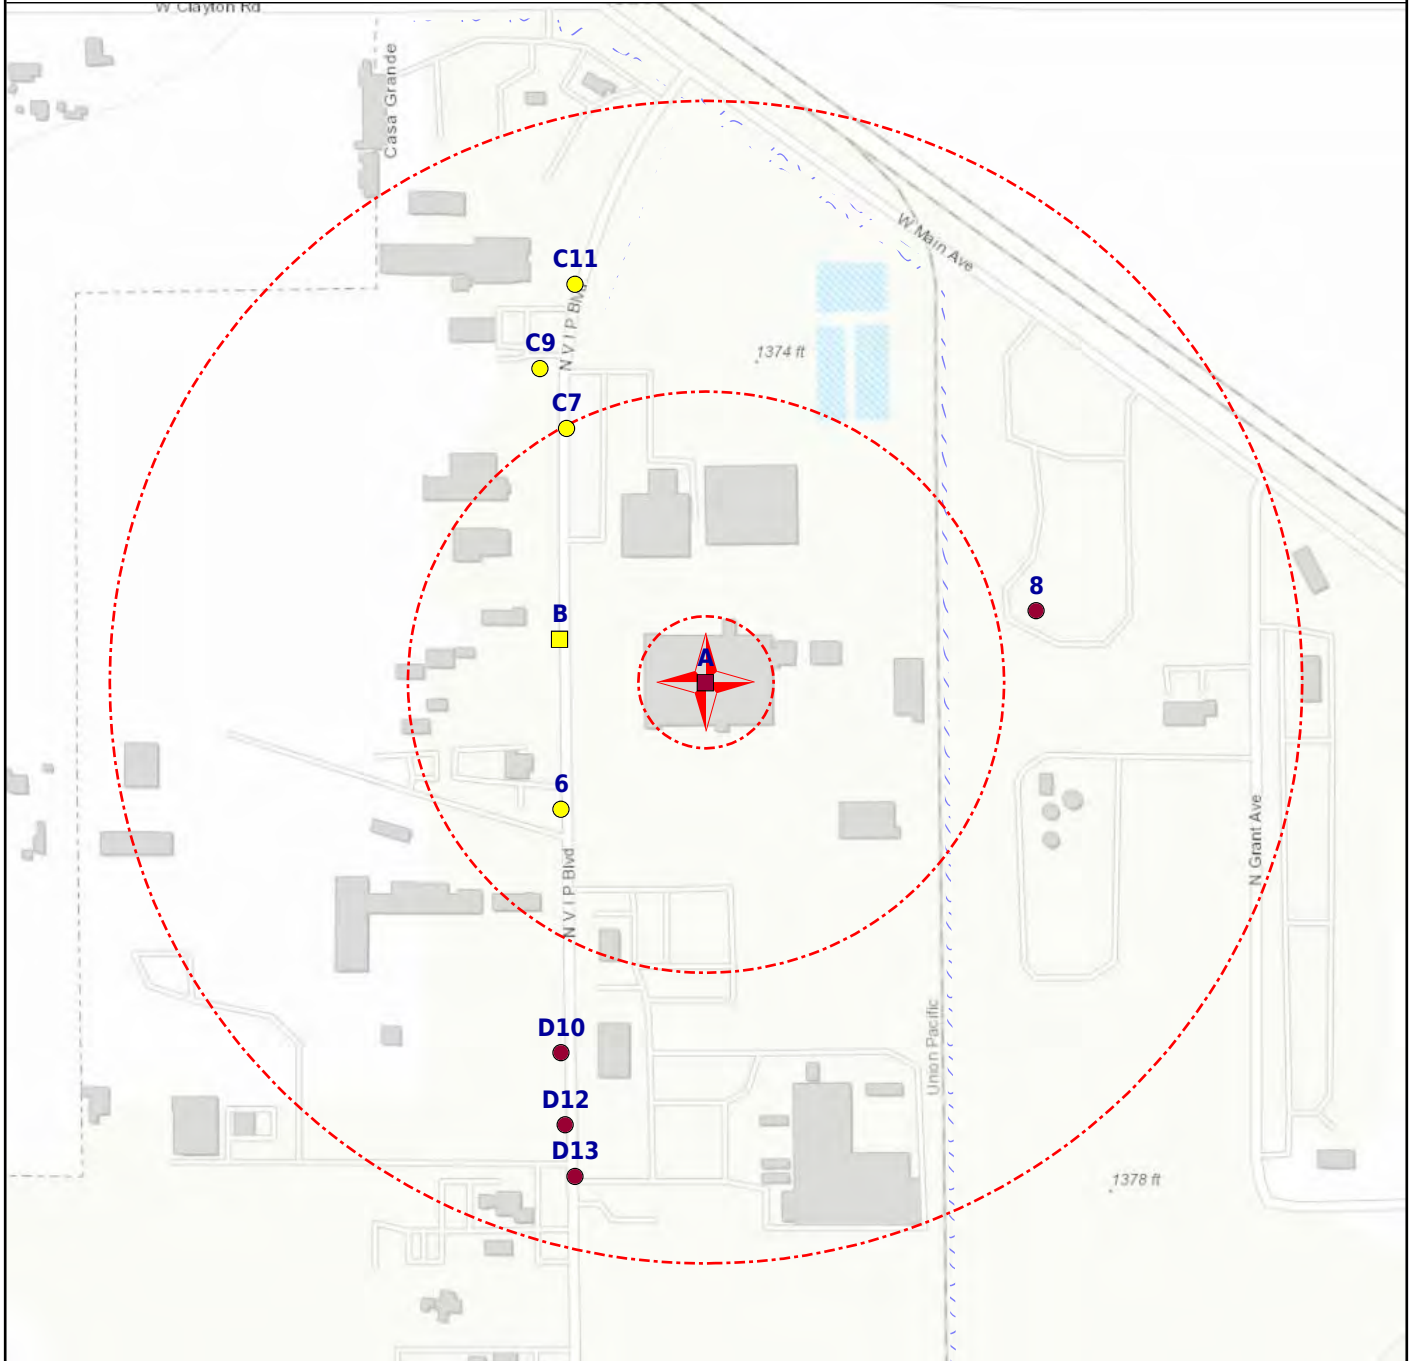 W Clayton Rd
Casa Grande
W Main Ave
C11
N V I P Blvd
C9
1374 ft
C7
8
B
A
6
N V I P Blvd
N Grant Ave
D10
Union Pacific
D12
D13
1378 ft